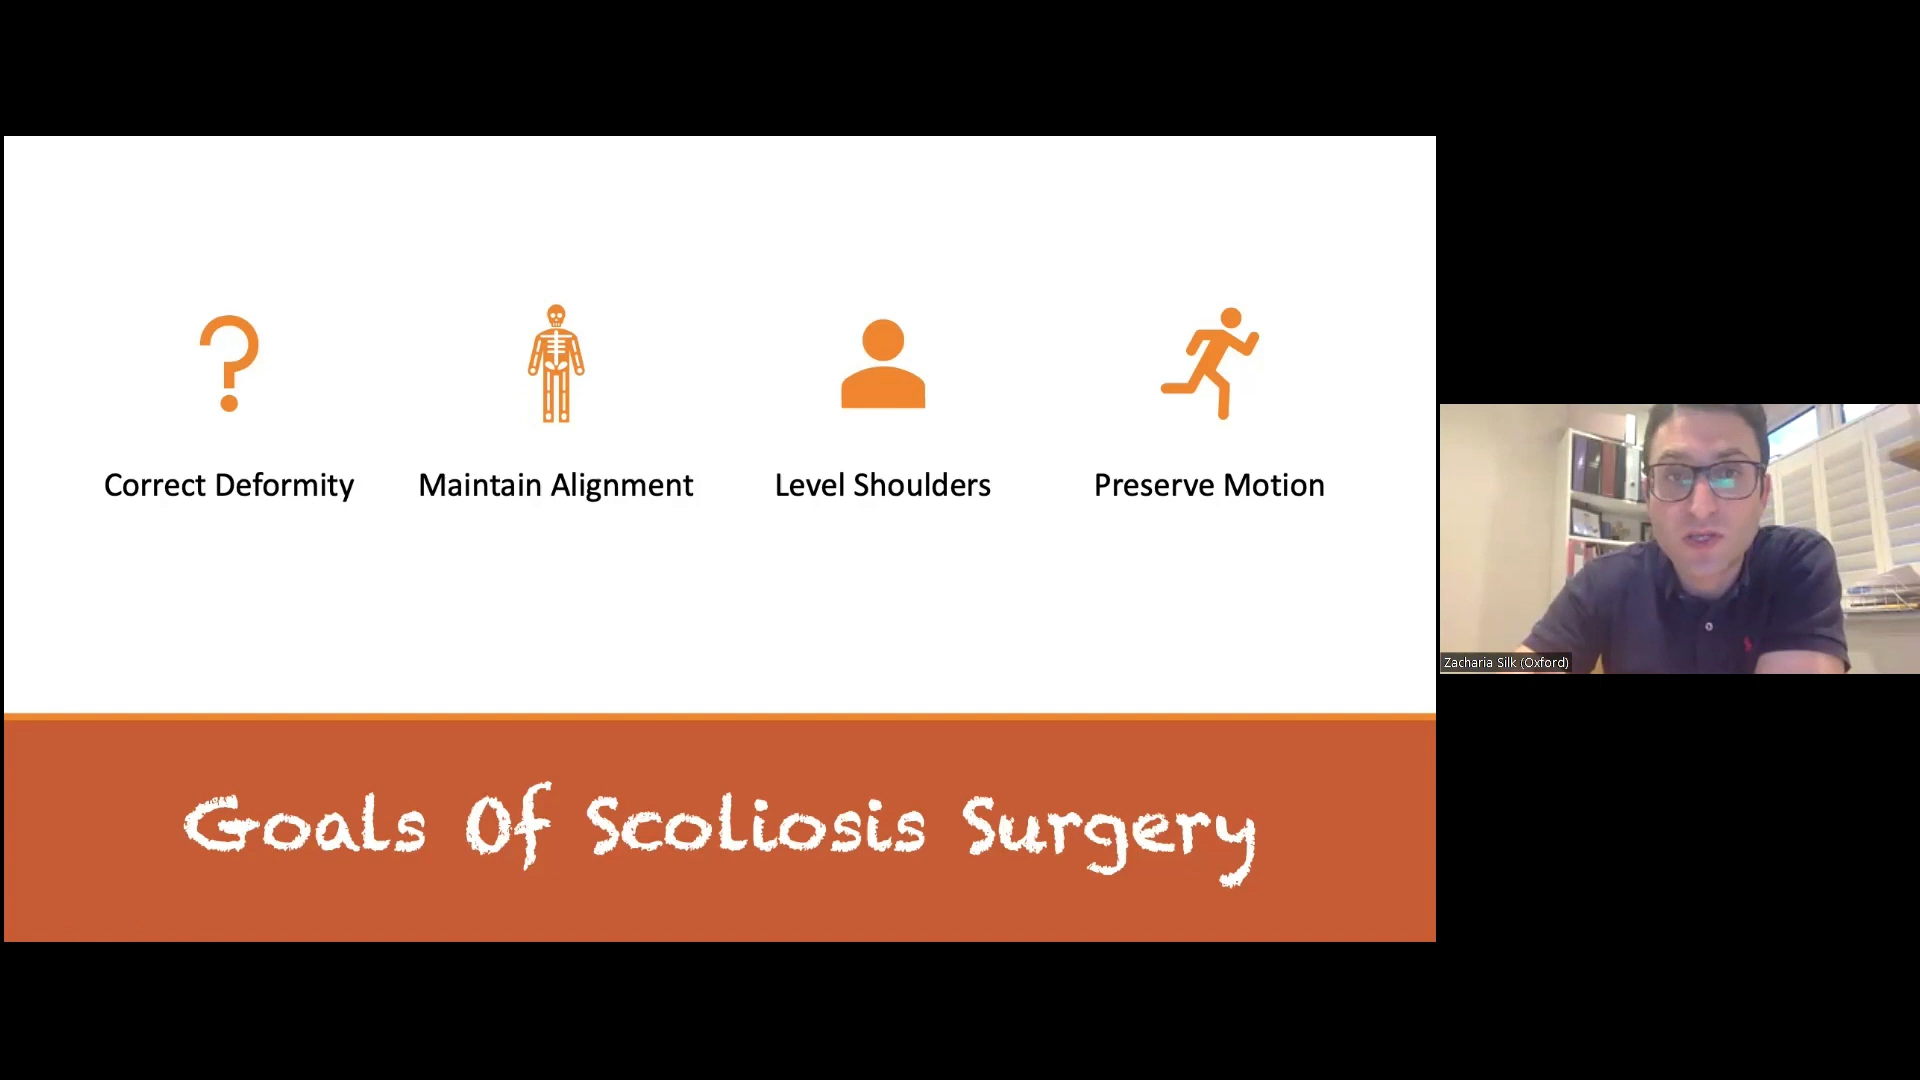 Correct Deformity
Maintain Alignment
Level Shoulders
Preserve Motion
Goals Of Scoliosis Surgery
Zacharia Silk (Oxford)